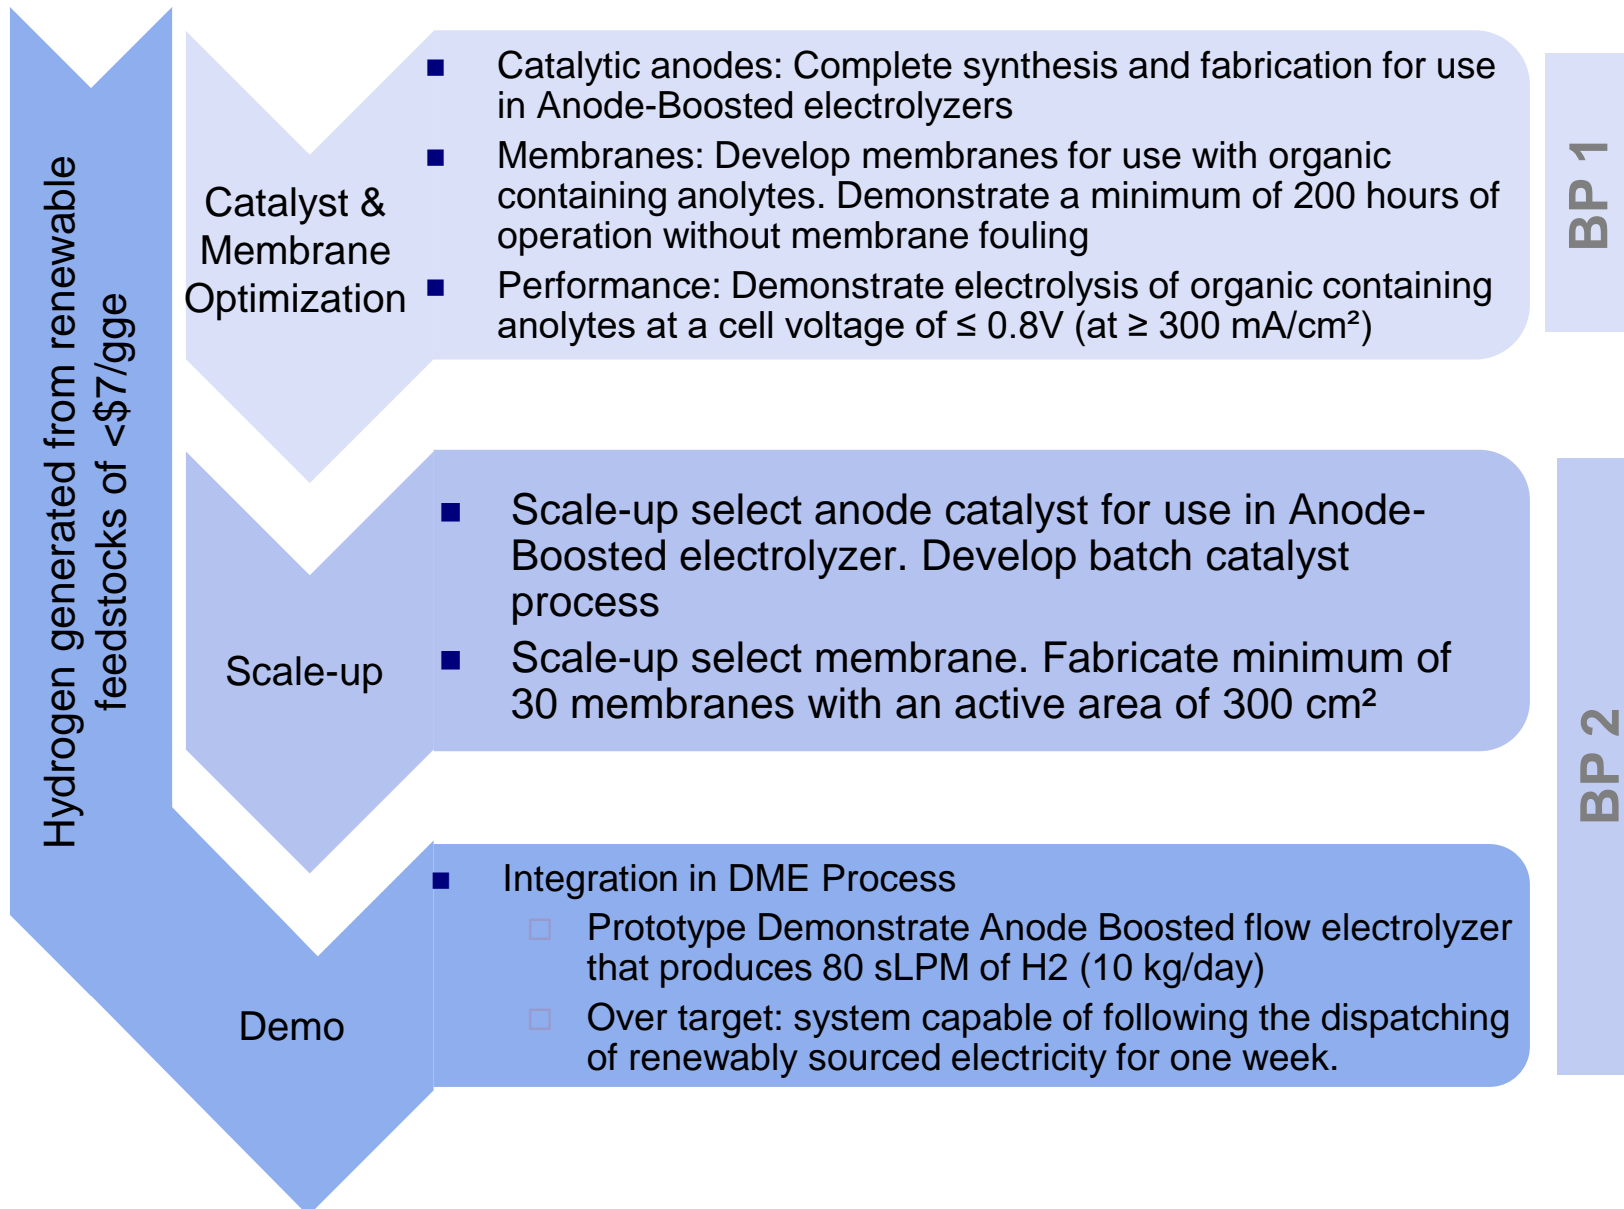 Hydrogen generated from renewable
feedstocks of <$7/gge
Catalyst &
Membrane
Optimization
Catalytic anodes: Complete synthesis and fabrication for use
in Anode-Boosted electrolyzers
Membranes: Develop membranes for use with organic
containing anolytes. Demonstrate a minimum of 200 hours of
operation without membrane fouling
Performance: Demonstrate electrolysis of organic containing
anolytes at a cell voltage of ≤ 0.8V (at ≥ 300 mA/cm²)
BP 1
Scale-up
Scale-up select anode catalyst for use in Anode-
Boosted electrolyzer. Develop batch catalyst
process
Scale-up select membrane. Fabricate minimum of
30 membranes with an active area of 300 cm²
BP 2
Demo
Integration in DME Process
Prototype Demonstrate Anode Boosted flow electrolyzer
that produces 80 sLPM of H2 (10 kg/day)
Over target: system capable of following the dispatching
of renewably sourced electricity for one week.